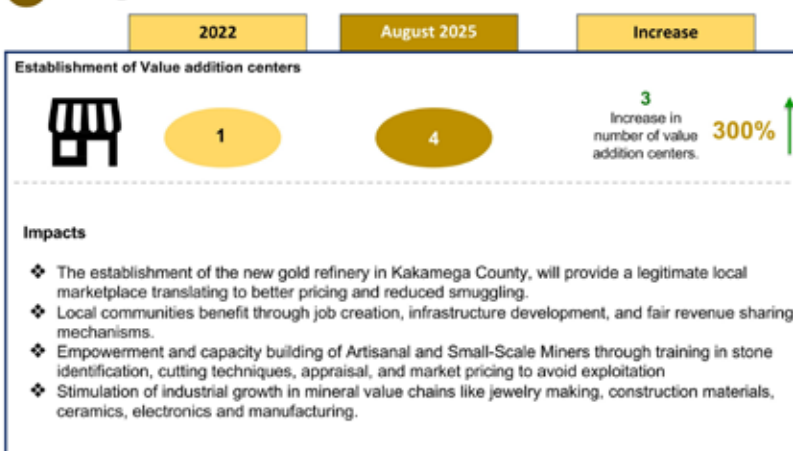 2022 August 2025 Increase
Establishment of Value addition centers
1 4
3
Increase in
number of value
addition centers.
300%
Impacts
❖ The establishment of the new gold refinery in Kakamega County, will provide a legitimate local
marketplace translating to better pricing and reduced smuggling.
❖ Local communities benefit through job creation, infrastructure development, and fair revenue sharing
mechanisms.
❖ Empowerment and capacity building of Artisanal and Small-Scale Miners through training in stone
identification, cutting techniques, appraisal, and market pricing to avoid exploitation
❖ Stimulation of industrial growth in mineral value chains like jewelry making, construction materials,
ceramics, electronics and manufacturing.